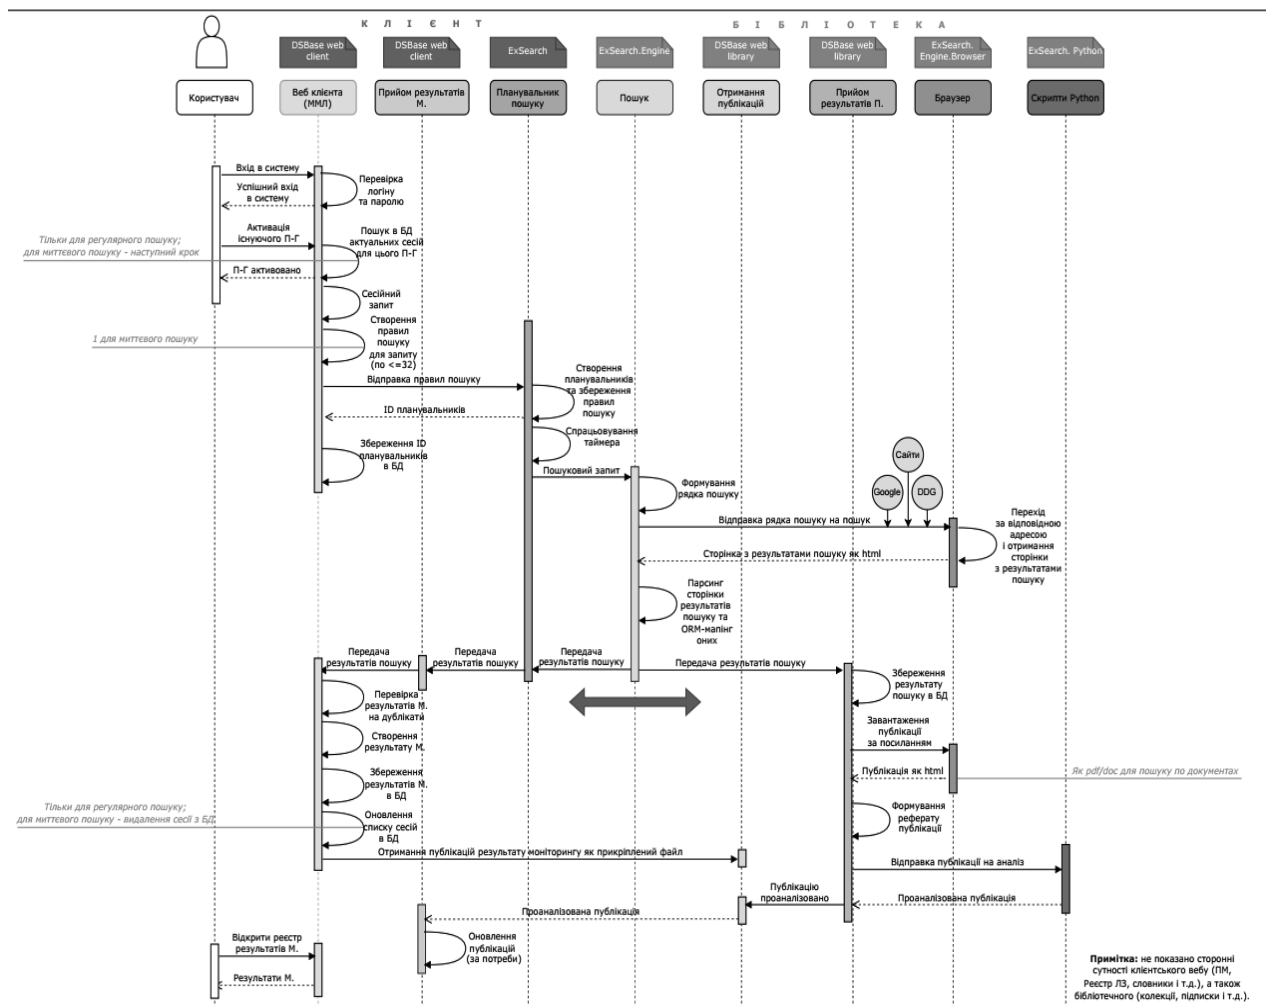 К Л І Є Н Т
Б І Б Л І О Т Е К А
DSBase web
client
DSBase web
client
ExSearch
ExSearch.Engine
DSBase web
library
DSBase web
library
ExSearch.
Engine.Browser
ExSearch. Python
Користувач
Веб клієнта
(ММЛ)
Прийом результатів
М.
Планувальник
пошуку
Пошук
Отримання
публікацій
Прийом
результатів П.
Браузер
Скрипти Python
Вхід в систему
Перевірка
логіну
та паролю
Успішний вхід
в систему
Активація
існуючого П-Г
Пошук в БД
актуальних сесій
для цього П-Г
Тільки для регулярного пошуку;
для миттєвого пошуку - наступний крок
П-Г активовано
Сесійний
запит
Створення
правил
пошуку
для запиту
(по <=32)
1 для миттєвого пошуку
Відправка правил пошуку
Створення
планувальників
та збереження
правил
пошуку
ID планувальників
Спрацьовування
таймера
Збереження ID
планувальників
в БД
Пошуковий запит
Формування
рядка пошуку
Сайти
Google
DDG
Відправка рядка пошуку на пошук
Перехід
за відповідною
адресою
і отримання
сторінки
з результатами
пошуку
Сторінка з результатами пошуку як html
Парсинг
сторінки
результатів
пошуку та
ORM-мапінг
оних
Передача
результатів пошуку
Передача
результатів пошуку
Передача
результатів пошуку
Передача результатів пошуку
Збереження
результату
пошуку в БД
Перевірка
результатів М.
на дублікати
Завантаження
публікації
за посиланням
Створення
результату М.
Публікація як html
Як pdf/doc для пошуку по документах
Збереження
результатів М.
в БД
Формування
реферату
публікації
Тільки для регулярного пошуку;
для миттєвого пошуку - видалення сесії з БД
Оновлення
списку сесій
в БД
Отримання публікацій результату моніторингу як прикріплений файл
Відправка публікації на аналіз
Публікацію
проаналізовано
Проаналізована публікація
Проаналізована публікація
Оновлення
публікацій
(за потреби)
Відкрити реєстр
результатів М.
Результати М.
Примітка: не показано сторонні
сутності клієнтського вебу (ПМ,
Реєстр ЛЗ, словники і т.д.), а також
бібліотечного (колекції, підписки і т.д.).